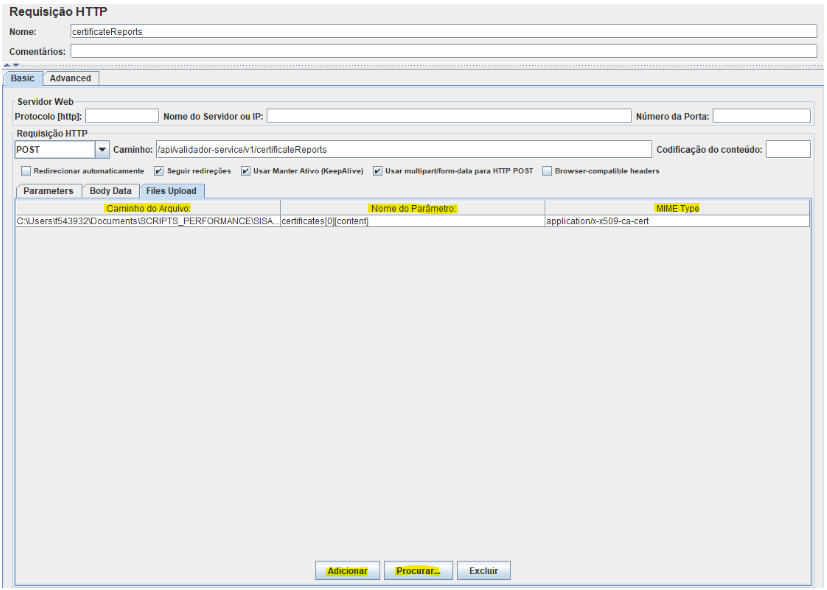 Requisição HTTP
Nome: certificateReports
Comentários:
Basic Advanced
Servidor Web
Protocolo [http]: Nome do Servidor ou IP: Número da Porta:
Requisição HTTP
POST Caminho: /api/validador-service/v1/certificateReports Codificação do conteúdo:
Redirecionar automaticamente Seguir redireções Usar Manter Ativo (KeepAlive) Usar multipart/form-data para HTTP POST Browser-compatible headers
Parameters Body Data Files Upload
Caminho do Arquivo: Nome do Parâmetro: MIME Type
C:\Users\f543932\Documents\SCRIPTS_PERFORMANCE\SISA... certificates[0][content] application/x-x509-ca-cert
Adicionar Procurar... Excluir